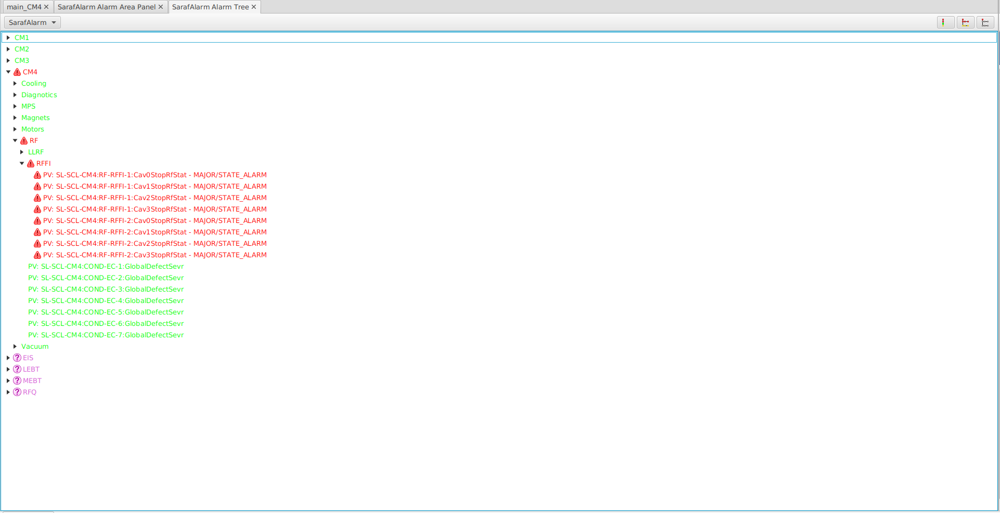 main_CM4 SarafAlarm Alarm Area Panel SarafAlarm Alarm Tree
SarafAlarm
CM1
CM2
CM3
CM4
Cooling
Diagnotics
MPS
Magnets
Motors
RF
LLRF
RFFI
PV: SL-SCL-CM4:RF-RFFI-1:Cav0StopRfStat - MAJOR/STATE_ALARM
PV: SL-SCL-CM4:RF-RFFI-1:Cav1StopRfStat - MAJOR/STATE_ALARM
PV: SL-SCL-CM4:RF-RFFI-1:Cav2StopRfStat - MAJOR/STATE_ALARM
PV: SL-SCL-CM4:RF-RFFI-1:Cav3StopRfStat - MAJOR/STATE_ALARM
PV: SL-SCL-CM4:RF-RFFI-2:Cav0StopRfStat - MAJOR/STATE_ALARM
PV: SL-SCL-CM4:RF-RFFI-2:Cav1StopRfStat - MAJOR/STATE_ALARM
PV: SL-SCL-CM4:RF-RFFI-2:Cav2StopRfStat - MAJOR/STATE_ALARM
PV: SL-SCL-CM4:RF-RFFI-2:Cav3StopRfStat - MAJOR/STATE_ALARM
PV: SL-SCL-CM4:COND-EC-1:GlobalDefectSevr
PV: SL-SCL-CM4:COND-EC-2:GlobalDefectSevr
PV: SL-SCL-CM4:COND-EC-3:GlobalDefectSevr
PV: SL-SCL-CM4:COND-EC-4:GlobalDefectSevr
PV: SL-SCL-CM4:COND-EC-5:GlobalDefectSevr
PV: SL-SCL-CM4:COND-EC-6:GlobalDefectSevr
PV: SL-SCL-CM4:COND-EC-7:GlobalDefectSevr
Vacuum
EIS
LEBT
MEBT
RFQ